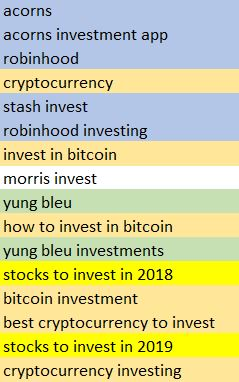 acorns
acorns investment app
robinhood
cryptocurrency
stash invest
robinhood investing
invest in bitcoin
morris invest
yung bleu
how to invest in bitcoin
yung bleu investments
stocks to invest in 2018
bitcoin investment
best cryptocurrency to invest
stocks to invest in 2019
cryptocurrency investing